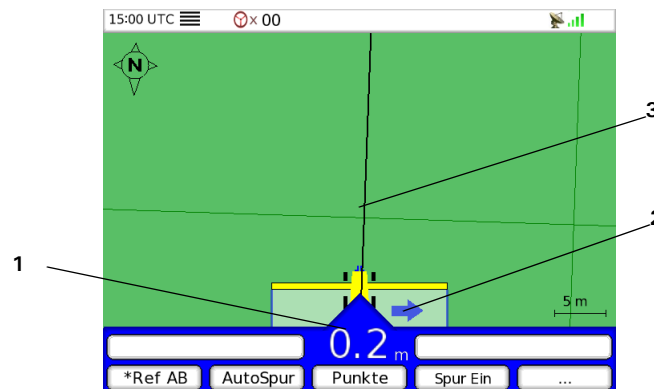 15:00 UTC × 00
N
3
2
1
5 m
0.2 m
*Ref AB AutoSpur Punkte Spur Ein ...